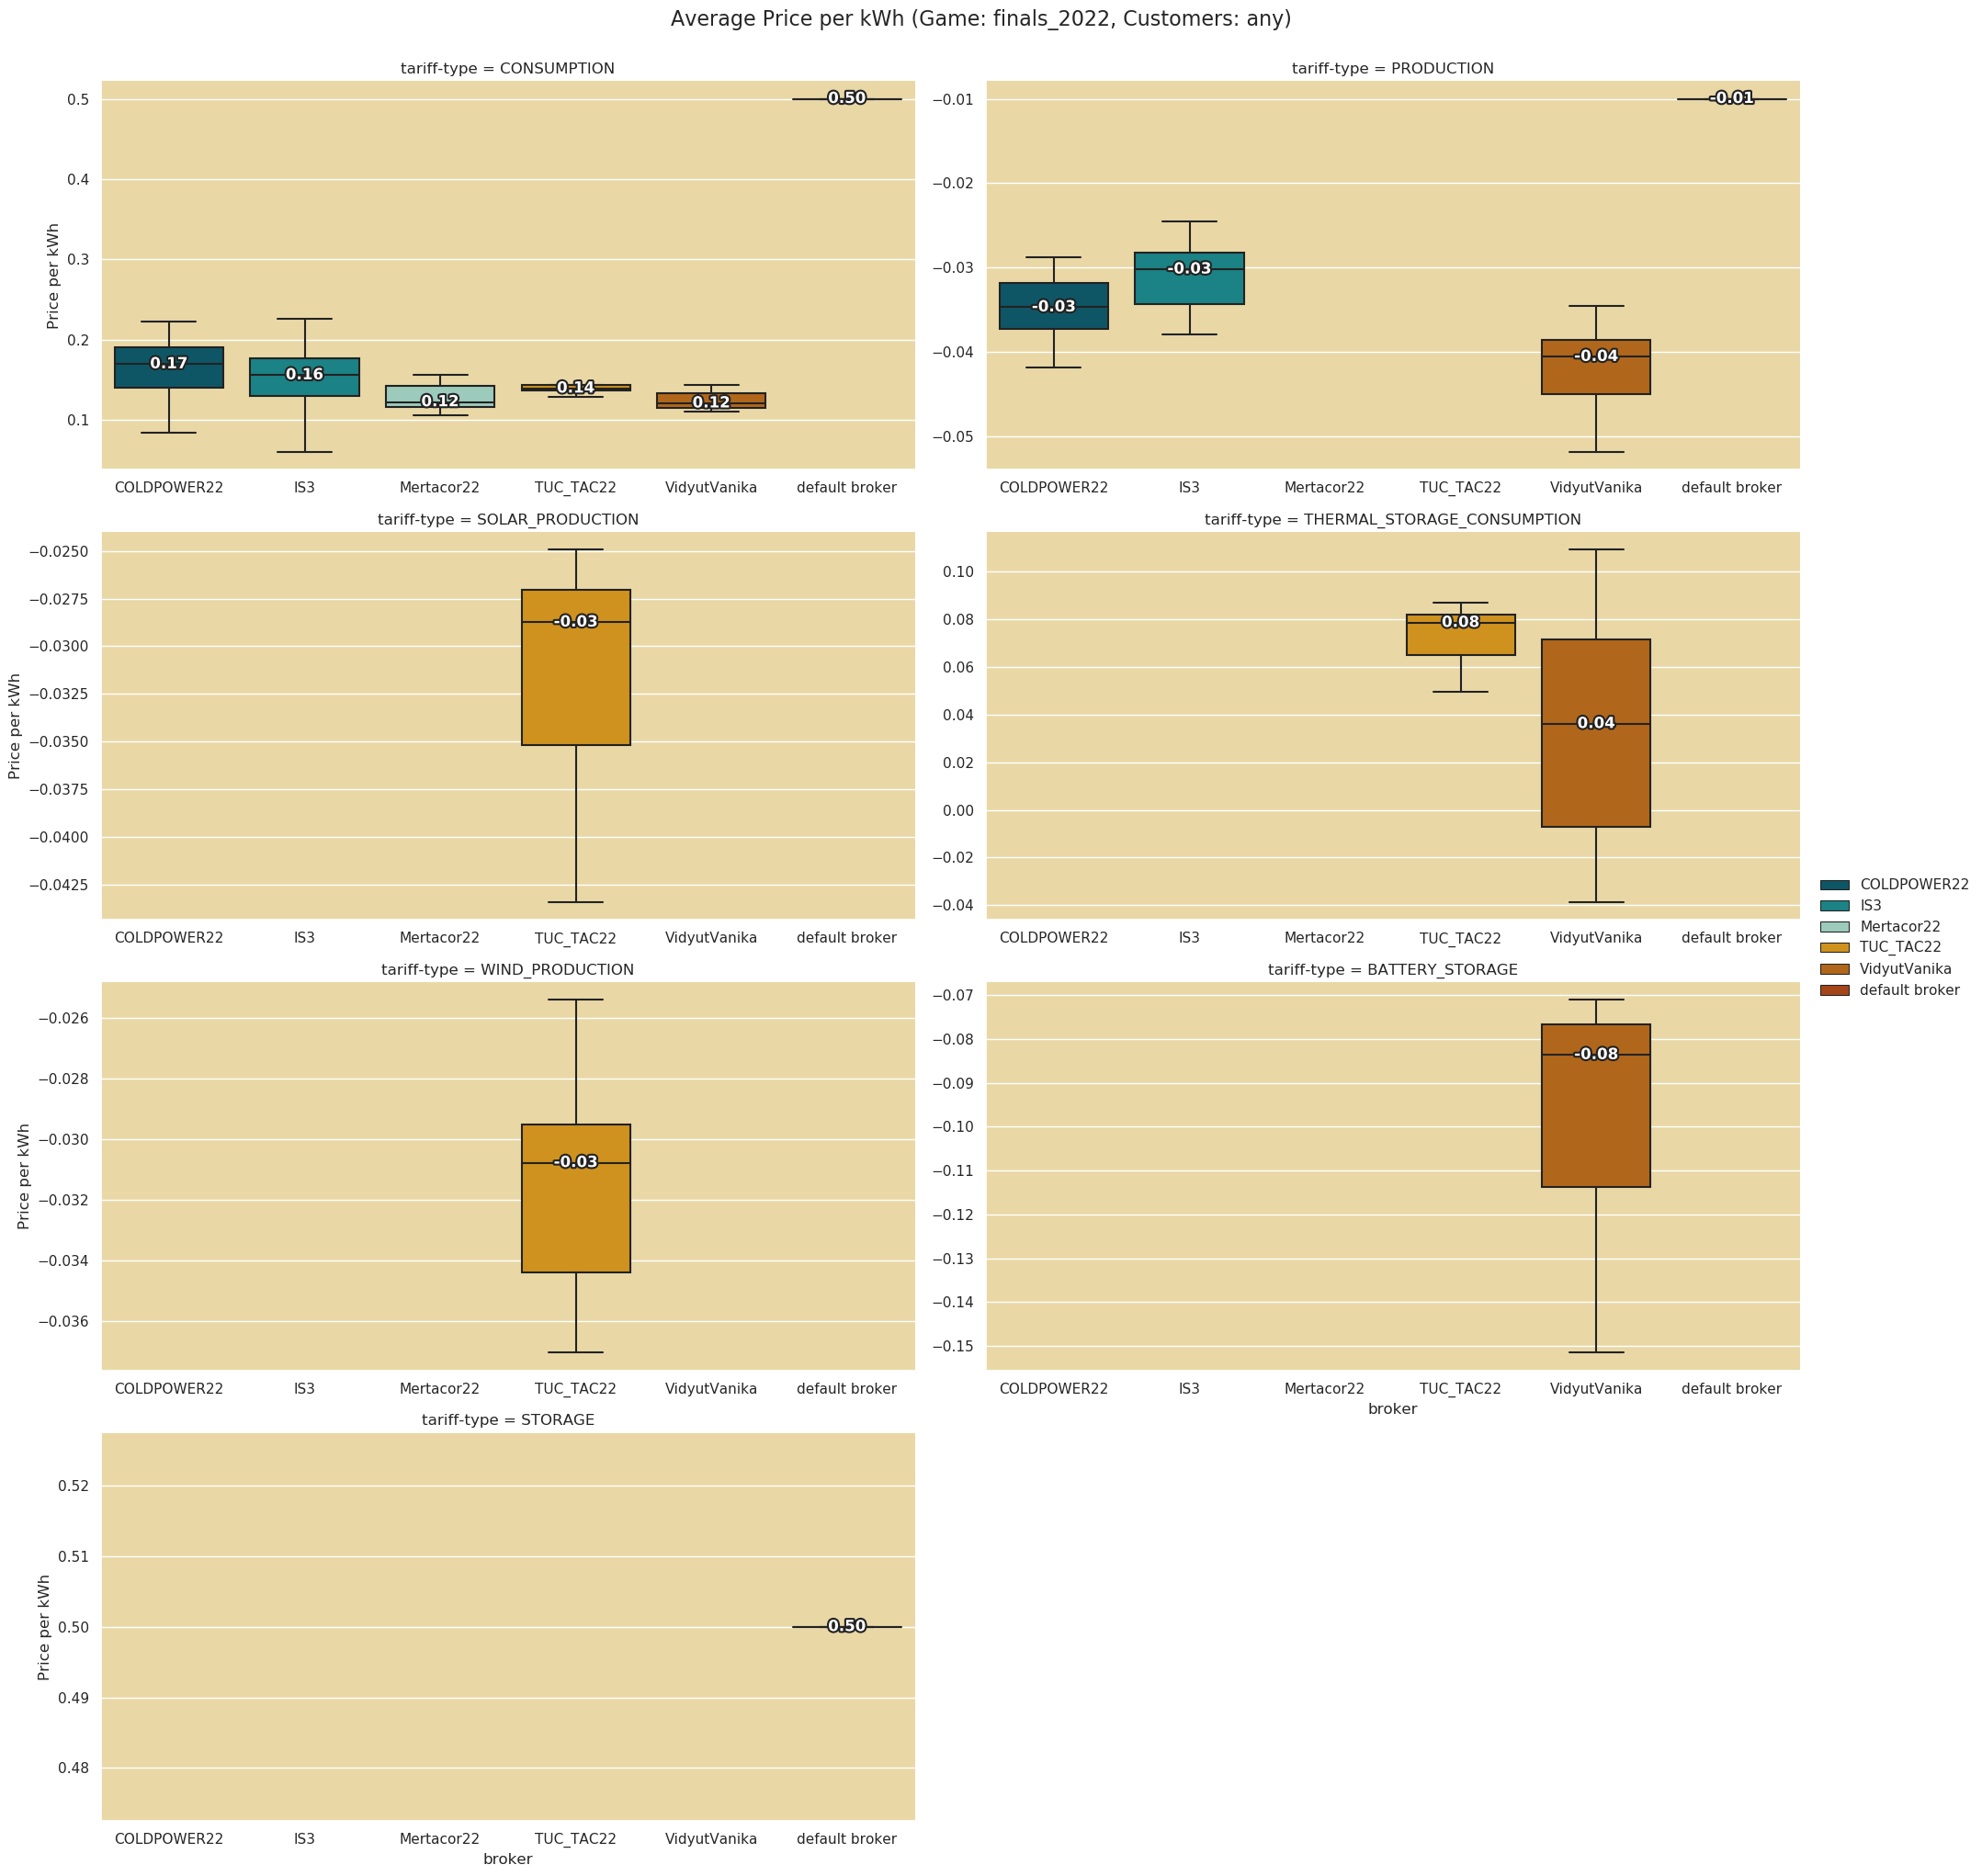 Average Price per kWh (Game: finals_2022, Customers: any)
tariff-type = CONSUMPTION
Price per kWh
0.5
0.4
0.3
0.2
0.1
0.17
0.16
0.12
0.14
0.12
0.50
COLDPOWER22 IS3 Mertacor22 TUC_TAC22 VidyutVanika default broker
tariff-type = PRODUCTION
−0.01
−0.02
−0.03
−0.04
−0.05
-0.03
-0.03
-0.04
-0.01
COLDPOWER22 IS3 Mertacor22 TUC_TAC22 VidyutVanika default broker
tariff-type = SOLAR_PRODUCTION
Price per kWh
−0.0250
−0.0275
−0.0300
−0.0325
−0.0350
−0.0375
−0.0400
−0.0425
-0.03
COLDPOWER22 IS3 Mertacor22 TUC_TAC22 VidyutVanika default broker
tariff-type = THERMAL_STORAGE_CONSUMPTION
0.10
0.08
0.06
0.04
0.02
0.00
−0.02
−0.04
0.08
0.04
COLDPOWER22 IS3 Mertacor22 TUC_TAC22 VidyutVanika default broker
tariff-type = WIND_PRODUCTION
Price per kWh
−0.026
−0.028
−0.030
−0.032
−0.034
−0.036
-0.03
COLDPOWER22 IS3 Mertacor22 TUC_TAC22 VidyutVanika default broker
tariff-type = BATTERY_STORAGE
−0.07
−0.08
−0.09
−0.10
−0.11
−0.12
−0.13
−0.14
−0.15
-0.08
COLDPOWER22 IS3 Mertacor22 TUC_TAC22 VidyutVanika default broker
broker
tariff-type = STORAGE
Price per kWh
0.52
0.51
0.50
0.49
0.48
0.50
COLDPOWER22 IS3 Mertacor22 TUC_TAC22 VidyutVanika default broker
broker
COLDPOWER22
IS3
Mertacor22
TUC_TAC22
VidyutVanika
default broker